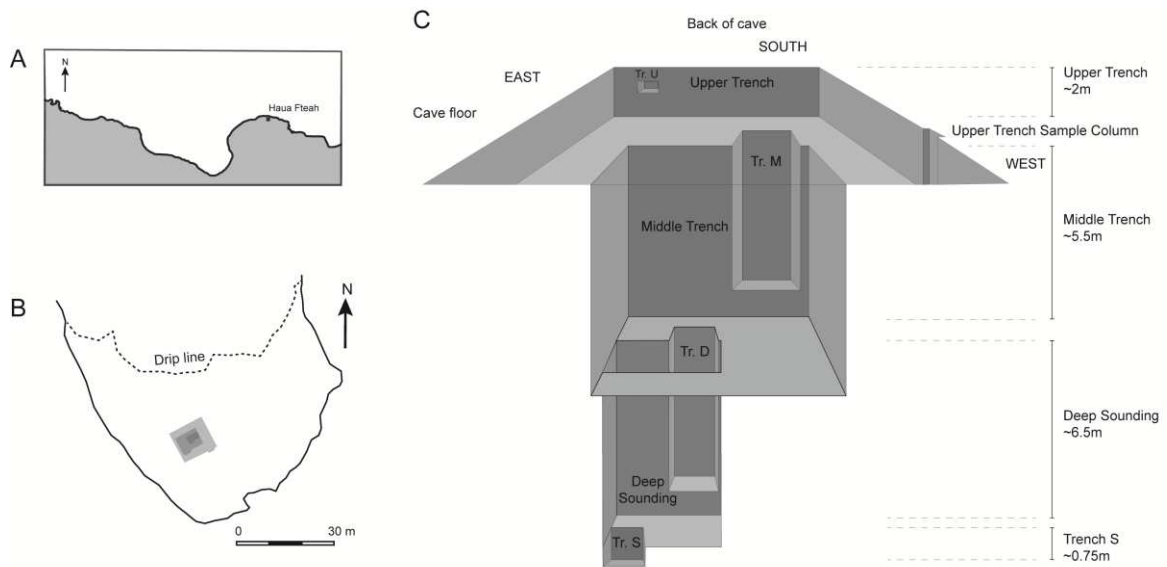 A
N
Haua Fteah
B
N
Drip line
0
30 m
C
Back of cave
SOUTH
EAST
Cave floor
Tr. U
Upper Trench
Upper Trench
~2m
Upper Trench Sample Column
WEST
Tr. M
Middle Trench
Middle Trench
~5.5m
Tr. D
Deep
Sounding
Deep Sounding
~6.5m
Tr. S
Trench S
~0.75m